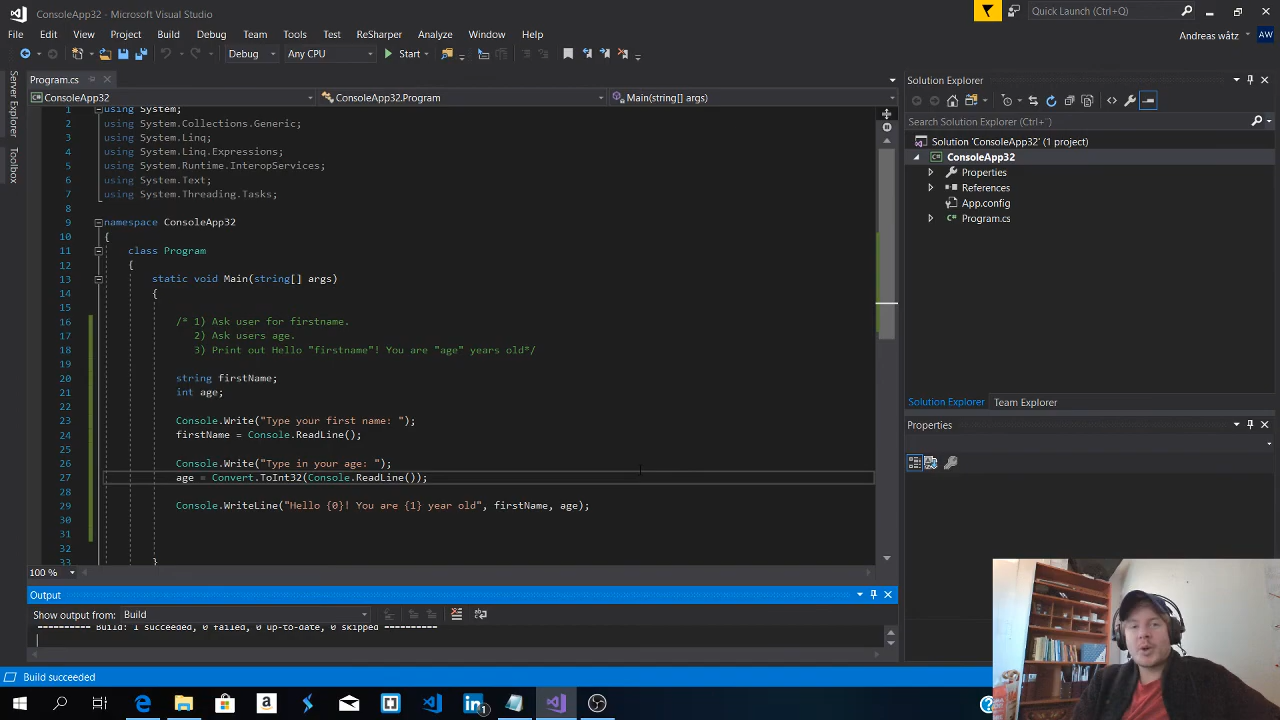 ConsoleApp32 - Microsoft Visual Studio
Quick Launch (Ctrl+Q)
File Edit View Project Build Debug Team Tools Test ReSharper Analyze Window Help
Andreas wåtz AW
Debug Any CPU Start
Server Explorer
Toolbox
Program.cs
ConsoleApp32 ConsoleApp32.Program Main(string[] args)
1 using System;
2 using System.Collections.Generic;
3 using System.Linq;
4 using System.Linq.Expressions;
5 using System.Runtime.InteropServices;
6 using System.Text;
7 using System.Threading.Tasks;
8
9 namespace ConsoleApp32
10 {
11 class Program
12 {
13 static void Main(string[] args)
14 {
15
16 /* 1) Ask user for firstname.
17 2) Ask users age.
18 3) Print out Hello "firstname"! You are "age" years old*/
19
20 string firstName;
21 int age;
22
23 Console.Write("Type your first name: ");
24 firstName = Console.ReadLine();
25
26 Console.Write("Type in your age: ");
27 age = Convert.ToInt32(Console.ReadLine());
28
29 Console.WriteLine("Hello {0}! You are {1} year old", firstName, age);
30
31
32
33 }
100 %
Output
Show output from: Build
========== Build: 1 succeeded, 0 failed, 0 up-to-date, 0 skipped ==========
Build succeeded
Solution Explorer
Search Solution Explorer (Ctrl+
Solution 'ConsoleApp32' (1 project)
ConsoleApp32
Properties
References
App.config
Program.cs
Solution Explorer Team Explorer
Properties
1